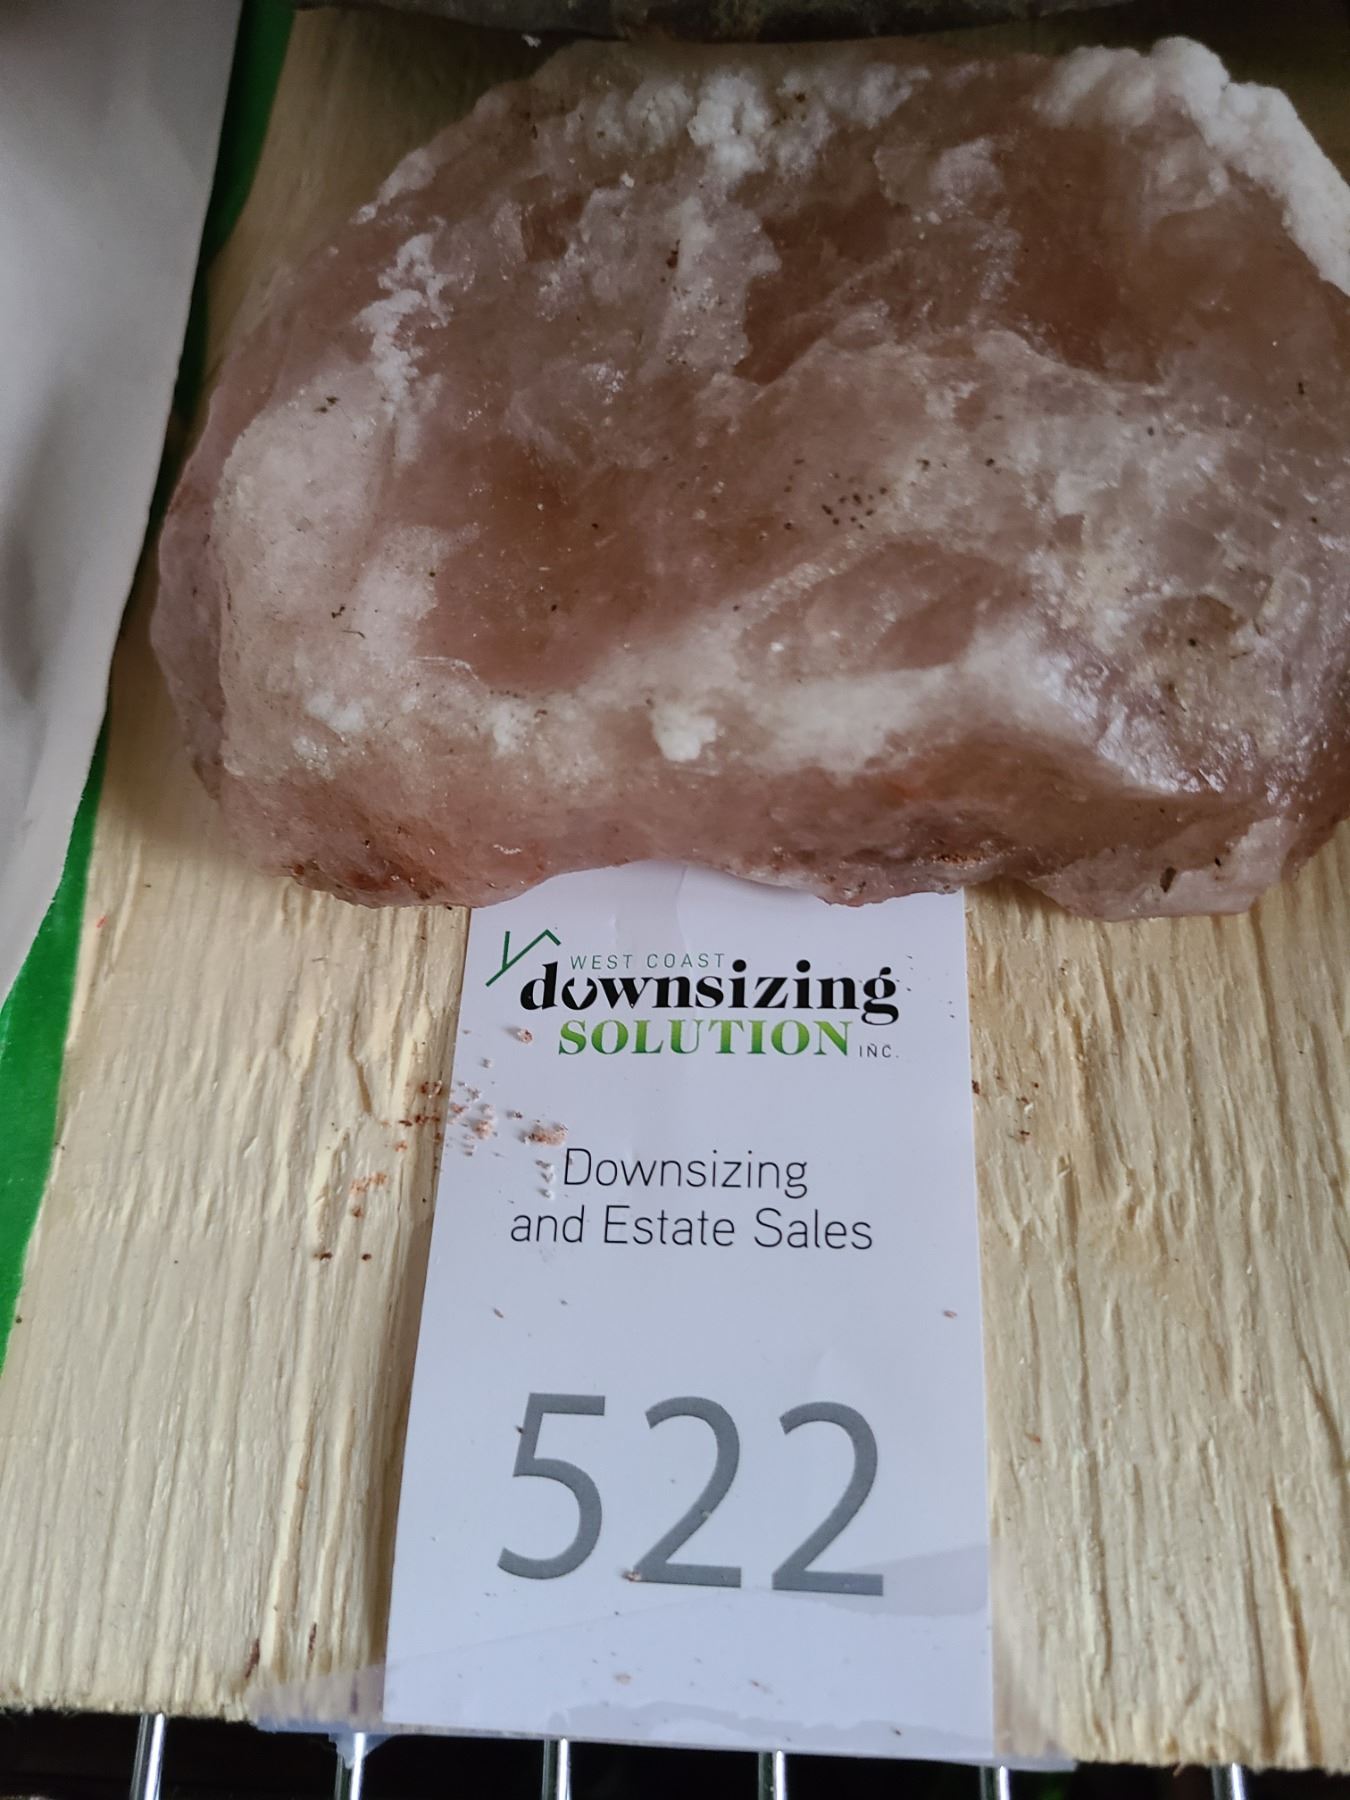 WEST COAST
downsizing
SOLUTION INC.
Downsizing
and Estate Sales
522